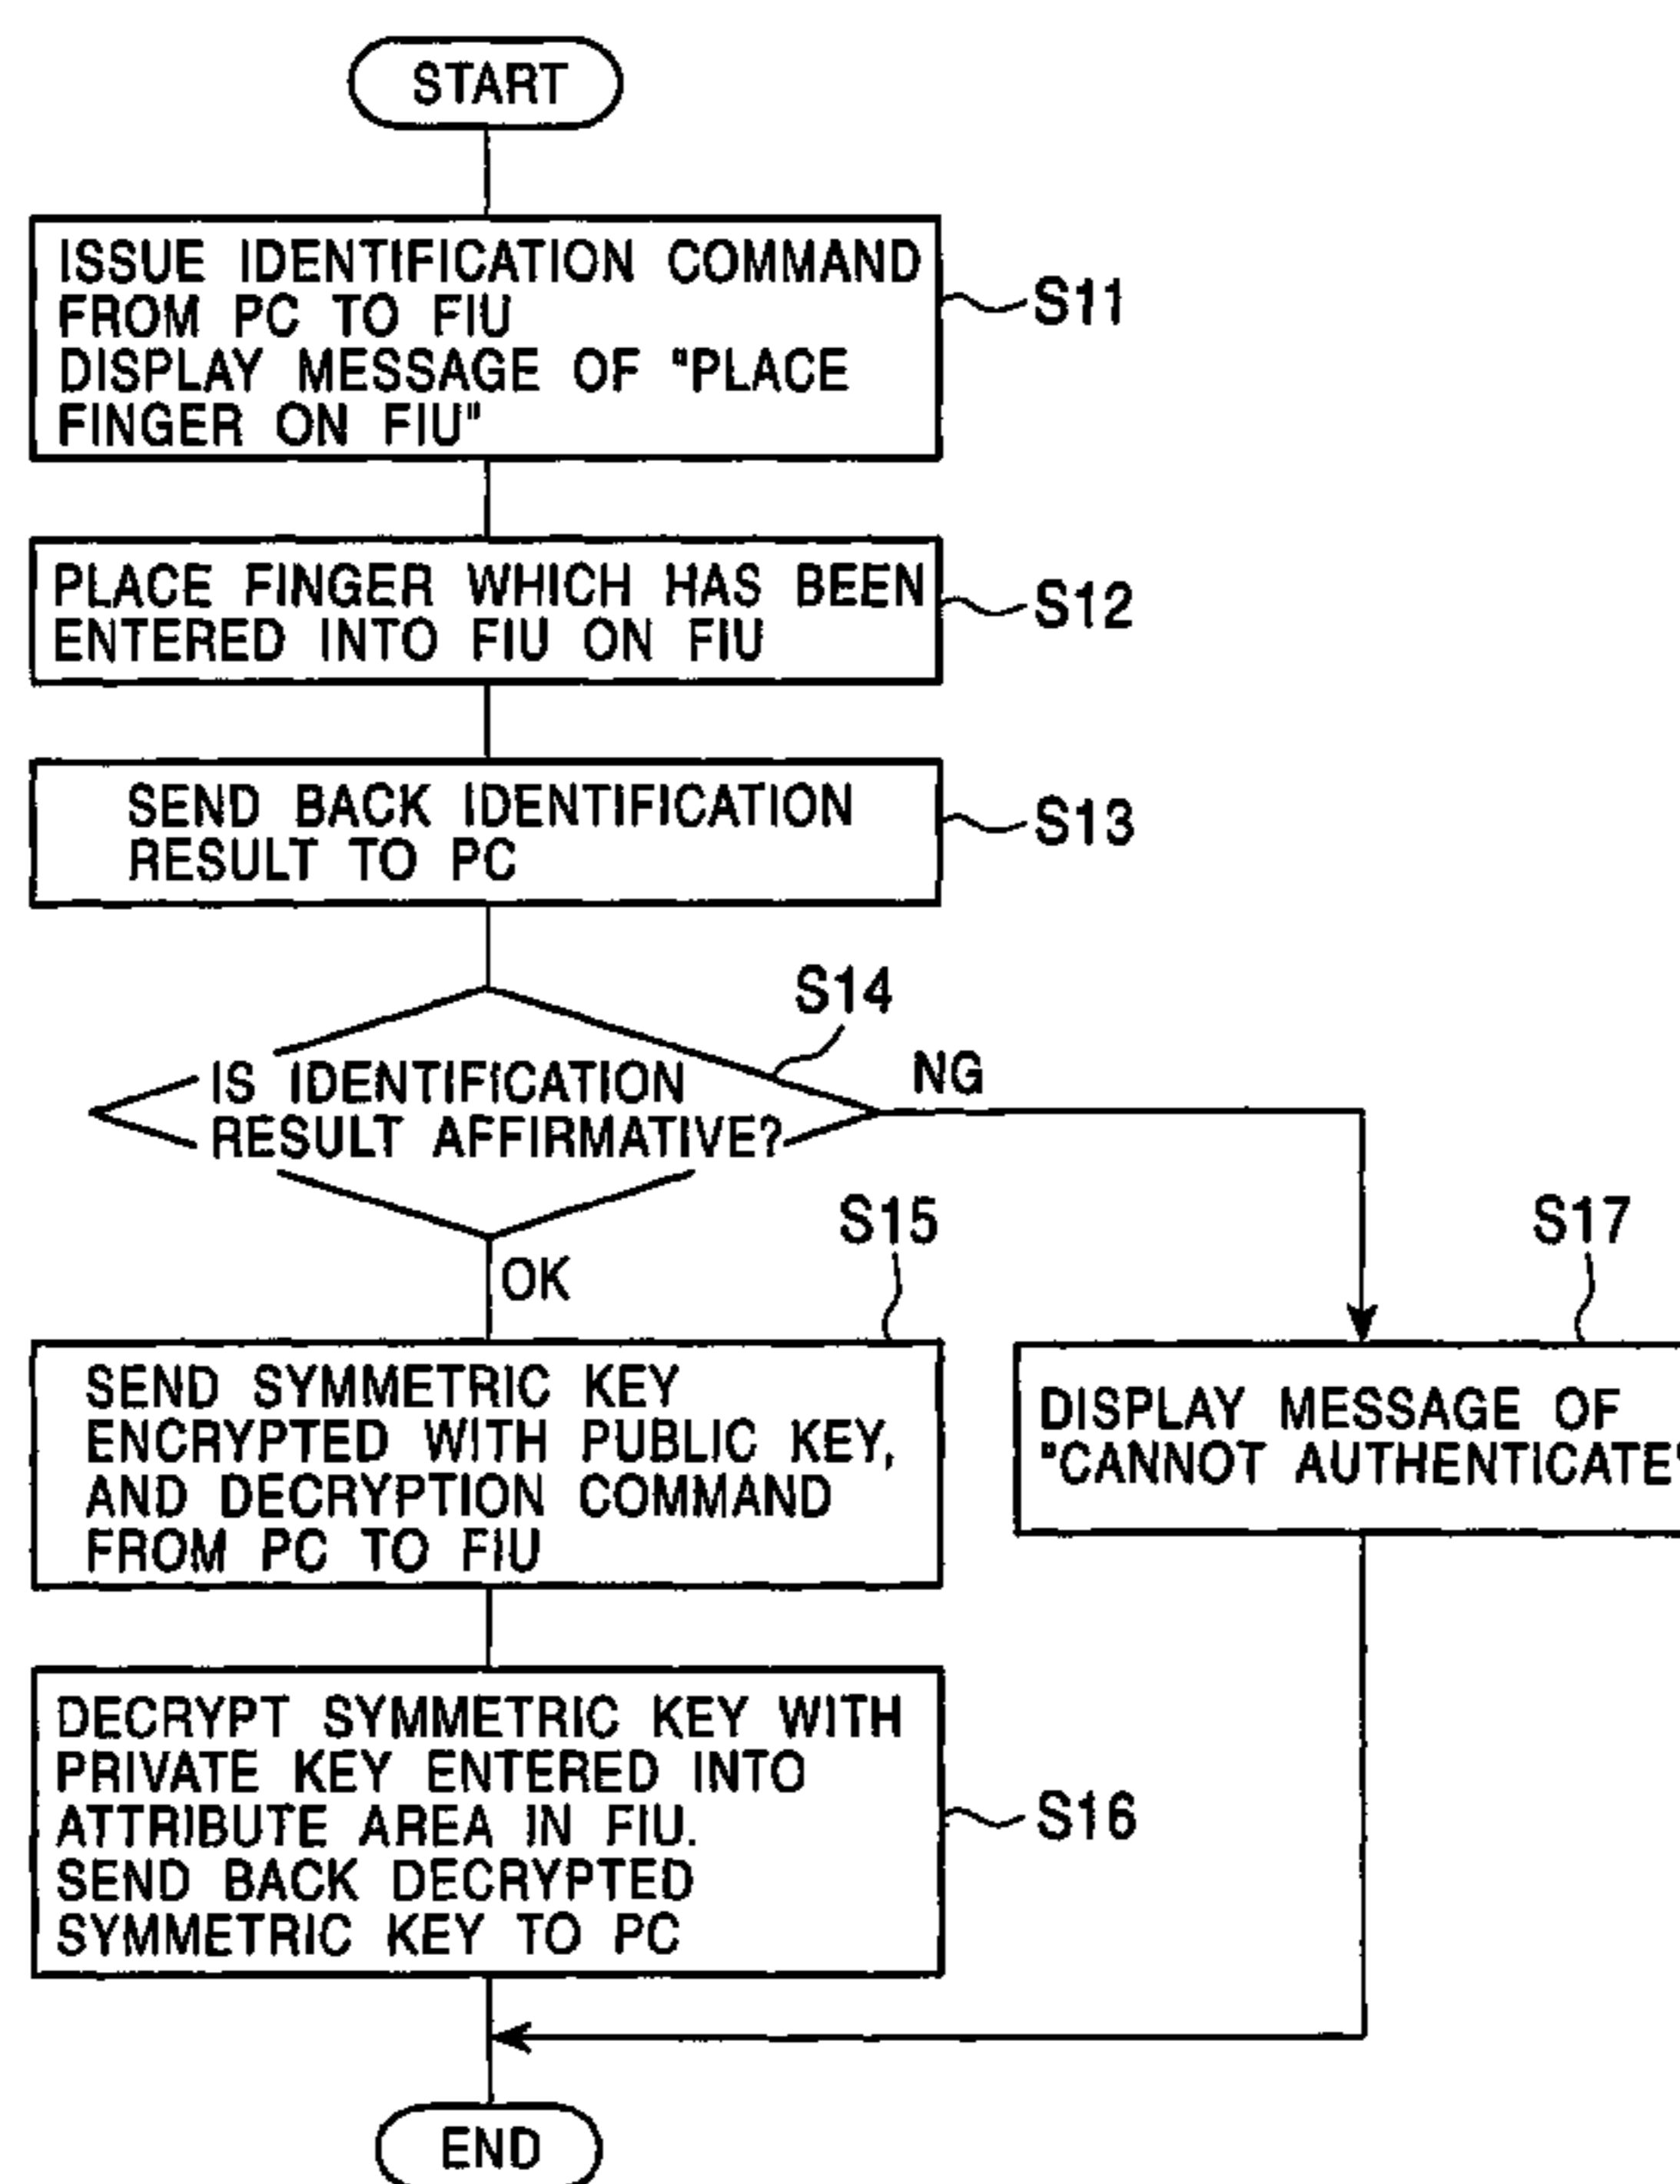 START
ISSUE IDENTIFICATION COMMAND
FROM PC TO FIU
DISPLAY MESSAGE OF "PLACE
FINGER ON FIU"
S11
PLACE FINGER WHICH HAS BEEN
ENTERED INTO FIU ON FIU
S12
SEND BACK IDENTIFICATION
RESULT TO PC
S13
S14
IS IDENTIFICATION
RESULT AFFIRMATIVE?
NG
OK
S15
SEND SYMMETRIC KEY
ENCRYPTED WITH PUBLIC KEY,
AND DECRYPTION COMMAND
FROM PC TO FIU
S17
DISPLAY MESSAGE OF
"CANNOT AUTHENTICATE"
DECRYPT SYMMETRIC KEY WITH
PRIVATE KEY ENTERED INTO
ATTRIBUTE AREA IN FIU.
SEND BACK DECRYPTED
SYMMETRIC KEY TO PC
S16
END